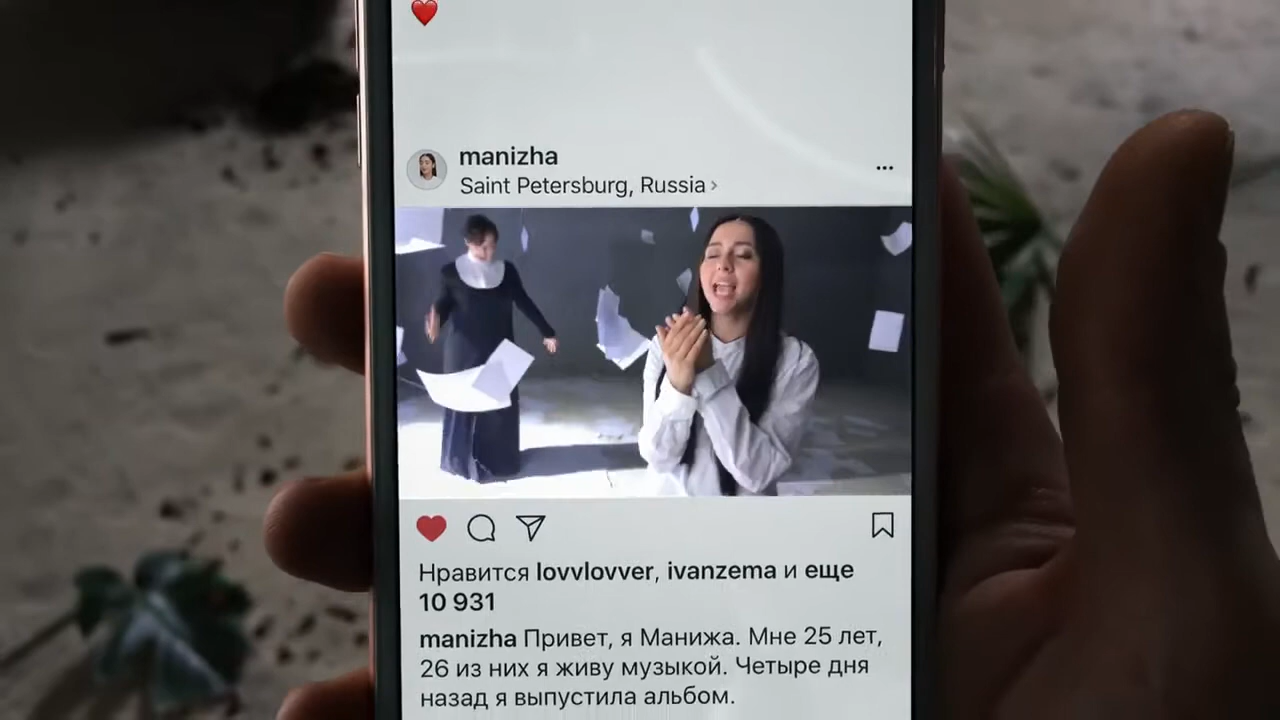 manizha
Saint Petersburg, Russia ›
Нравится lovvlovver, ivanzema и еще
10 931
manizha Привет, я Манижа. Мне 25 лет,
26 из них я живу музыкой. Четыре дня
назад я выпустила альбом.